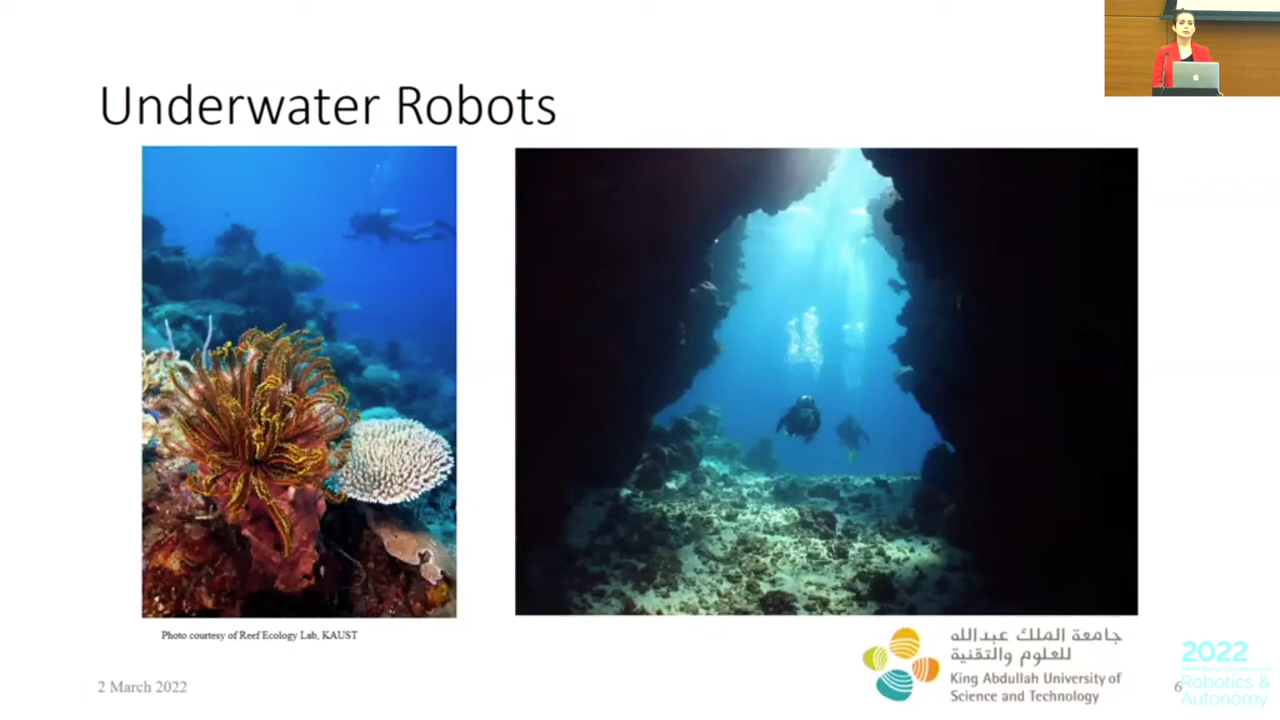 Underwater Robots
Photo courtesy of Reef Ecology Lab, KAUST
جامعة الملك عبدالله
للعلوم والتقنية
King Abdullah University of
Science and Technology
2 March 2022
6
2022
Robotics &
Autonomy